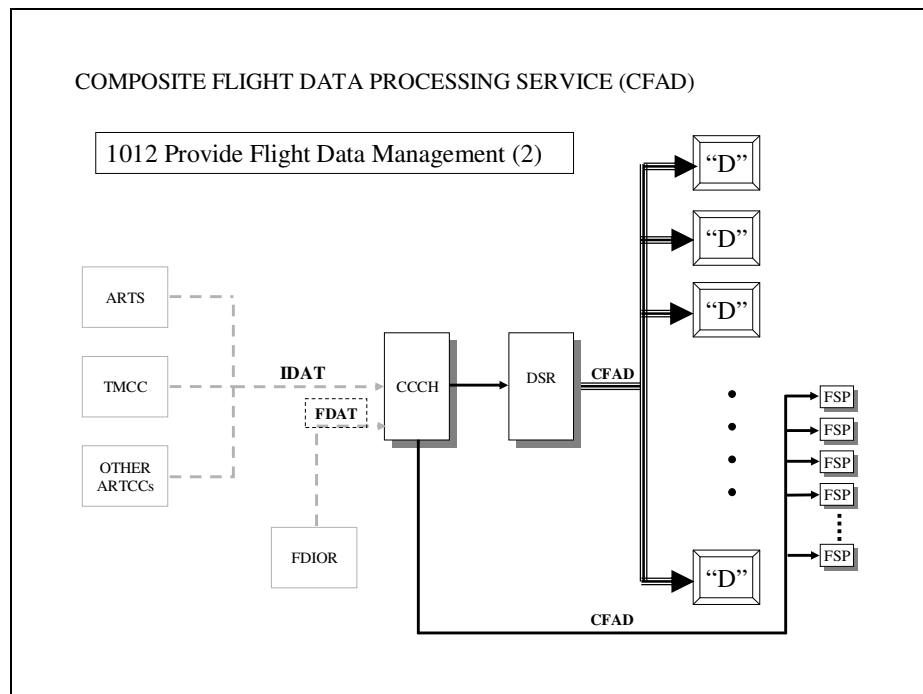 COMPOSITE FLIGHT DATA PROCESSING SERVICE (CFAD)
1012 Provide Flight Data Management (2)
“D”
“D”
“D”
ARTS
TMCC
OTHER
ARTCCs
IDAT
FDAT
FDIOR
CCCH
DSR
CFAD
FSP
FSP
FSP
FSP
FSP
“D”
CFAD